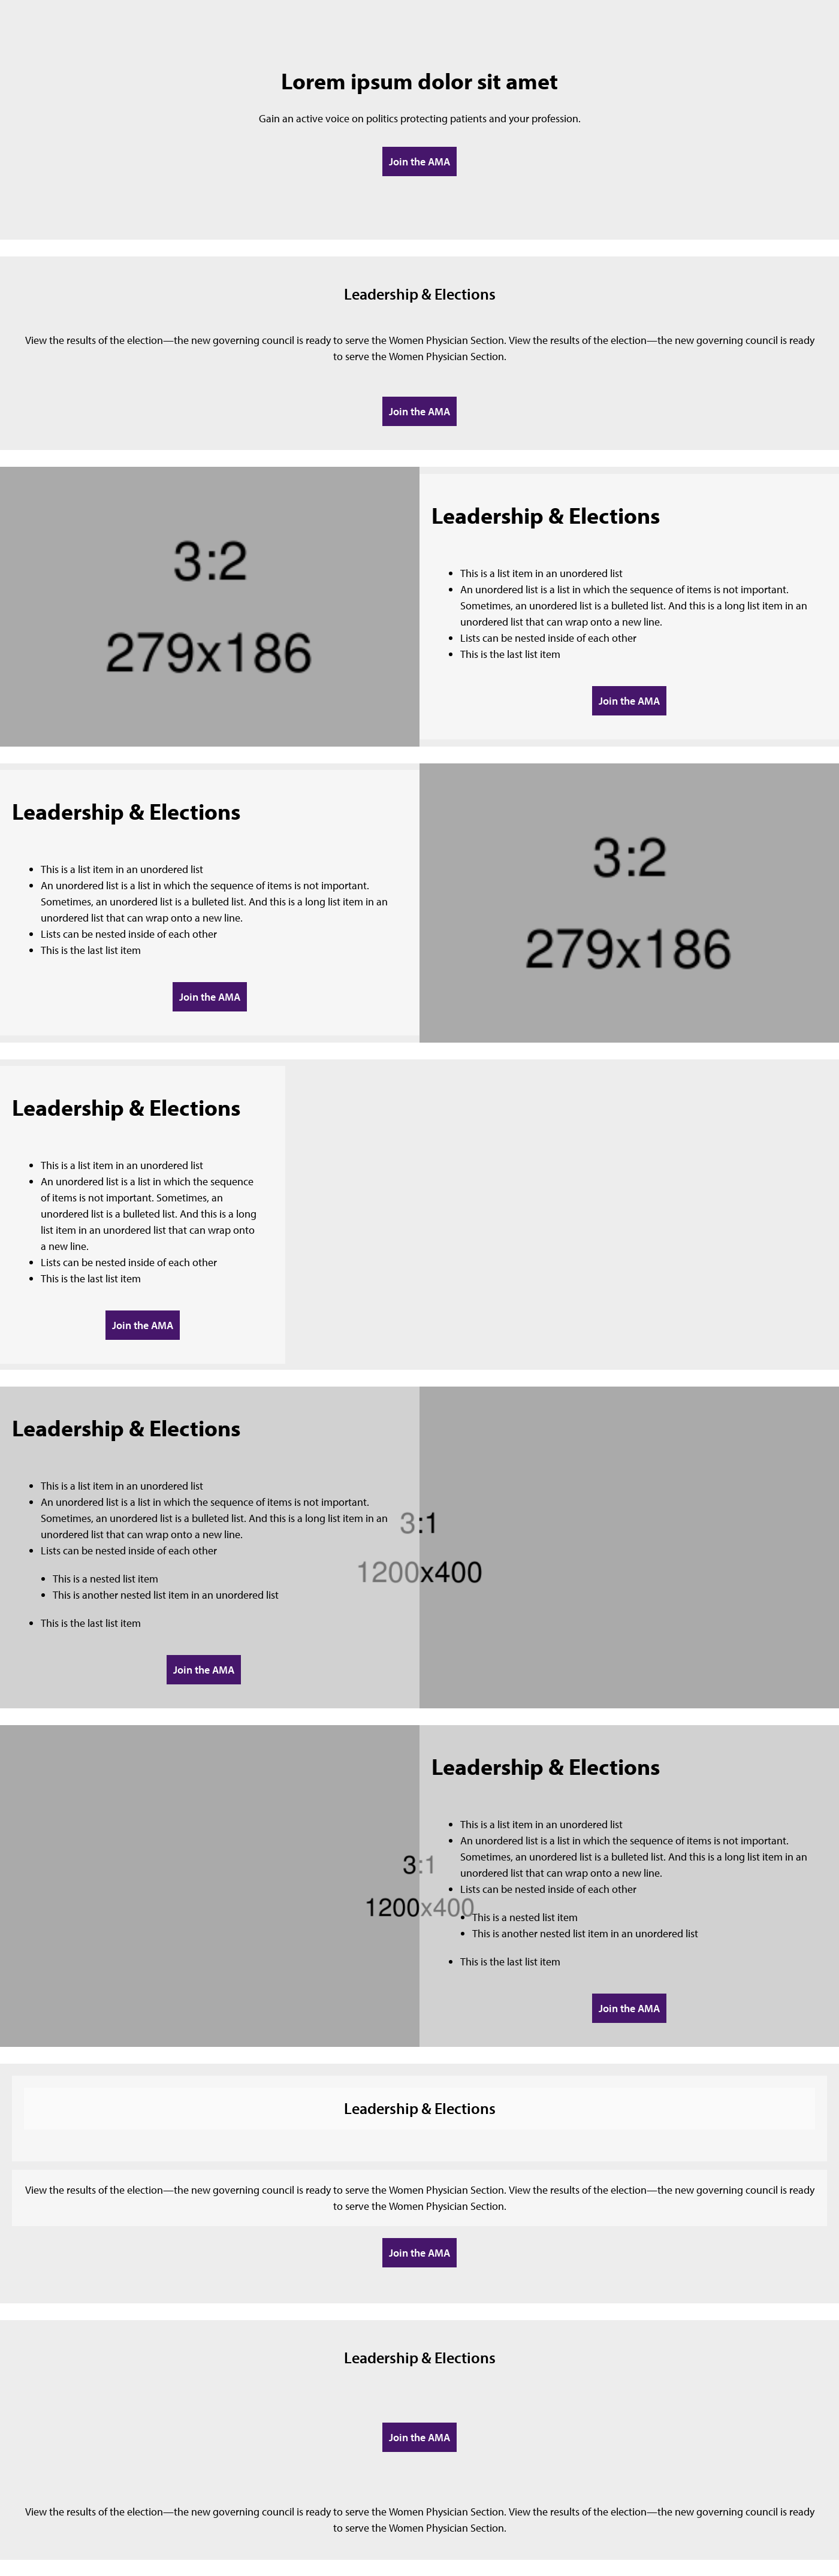 Lorem ipsum dolor sit amet
Gain an active voice on politics protecting patients and your profession.
Join the AMA
Leadership & Elections
View the results of the election—the new governing council is ready to serve the Women Physician Section. View the results of the election—the new governing council is ready
to serve the Women Physician Section.
Join the AMA
3:2
279x186
Leadership & Elections
• This is a list item in an unordered list
• An unordered list is a list in which the sequence of items is not important.
Sometimes, an unordered list is a bulleted list. And this is a long list item in an
unordered list that can wrap onto a new line.
• Lists can be nested inside of each other
• This is the last list item
Join the AMA
Leadership & Elections
• This is a list item in an unordered list
• An unordered list is a list in which the sequence of items is not important.
Sometimes, an unordered list is a bulleted list. And this is a long list item in an
unordered list that can wrap onto a new line.
• Lists can be nested inside of each other
• This is the last list item
Join the AMA
3:2
279x186
Leadership & Elections
• This is a list item in an unordered list
• An unordered list is a list in which the sequence
of items is not important. Sometimes, an
unordered list is a bulleted list. And this is a long
list item in an unordered list that can wrap onto
a new line.
• Lists can be nested inside of each other
• This is the last list item
Join the AMA
Leadership & Elections
• This is a list item in an unordered list
• An unordered list is a list in which the sequence of items is not important.
Sometimes, an unordered list is a bulleted list. And this is a long list item in an
unordered list that can wrap onto a new line.
• Lists can be nested inside of each other
• This is a nested list item
• This is another nested list item in an unordered list
• This is the last list item
Join the AMA
3:1
1200x400
3:1
1200x400
Leadership & Elections
• This is a list item in an unordered list
• An unordered list is a list in which the sequence of items is not important.
Sometimes, an unordered list is a bulleted list. And this is a long list item in an
unordered list that can wrap onto a new line.
• Lists can be nested inside of each other
• This is a nested list item
• This is another nested list item in an unordered list
• This is the last list item
Join the AMA
Leadership & Elections
View the results of the election—the new governing council is ready to serve the Women Physician Section. View the results of the election—the new governing council is ready
to serve the Women Physician Section.
Join the AMA
Leadership & Elections
Join the AMA
View the results of the election—the new governing council is ready to serve the Women Physician Section. View the results of the election—the new governing council is ready
to serve the Women Physician Section.